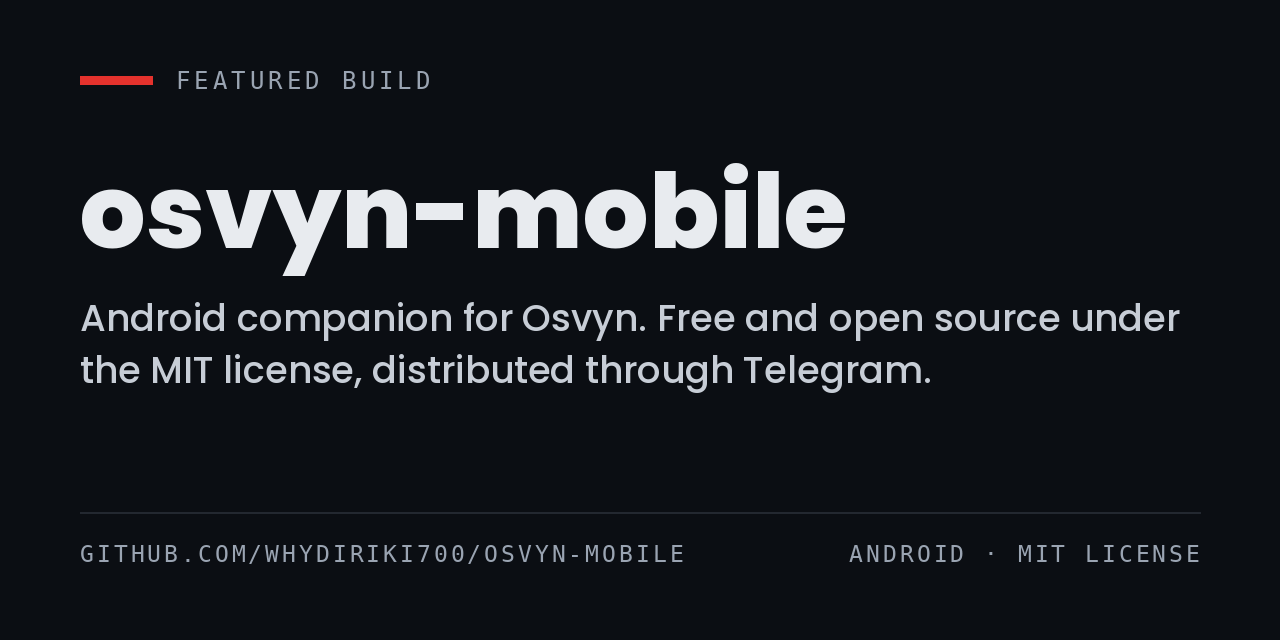 FEATURED BUILD
osvyn-mobile
Android companion for Osvyn. Free and open source under
the MIT license, distributed through Telegram.
GITHUB.COM/WHYDIRIKI700/OSVYN-MOBILE
ANDROID · MIT LICENSE